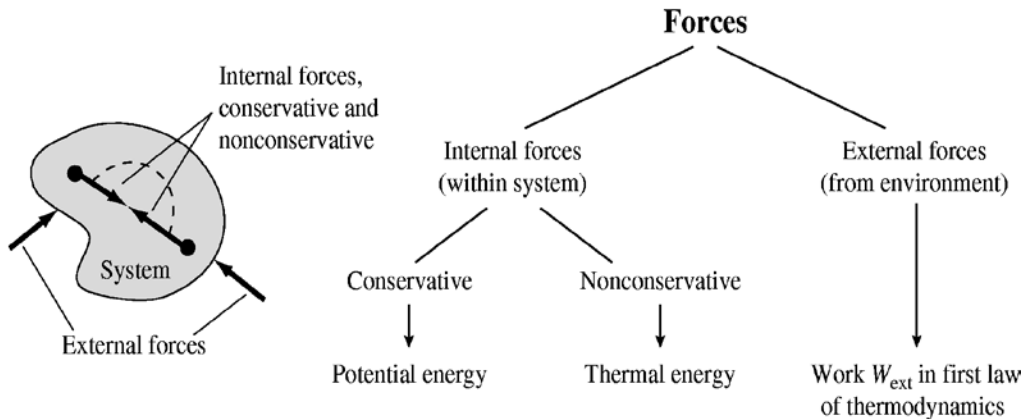 Internal forces,
conservative and
nonconservative
System
External forces
Forces
Internal forces
(within system)
External forces
(from environment)
Conservative
Nonconservative
Potential energy
Thermal energy
Work Wext in first law
of thermodynamics